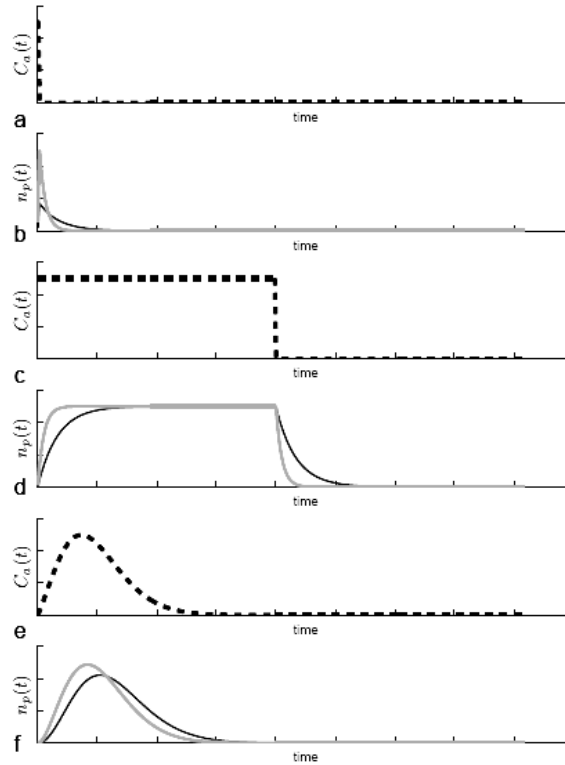 C_a(t)
time
a
n_p(t)
time
b
C_a(t)
time
c
n_p(t)
time
d
C_a(t)
time
e
n_p(t)
time
f